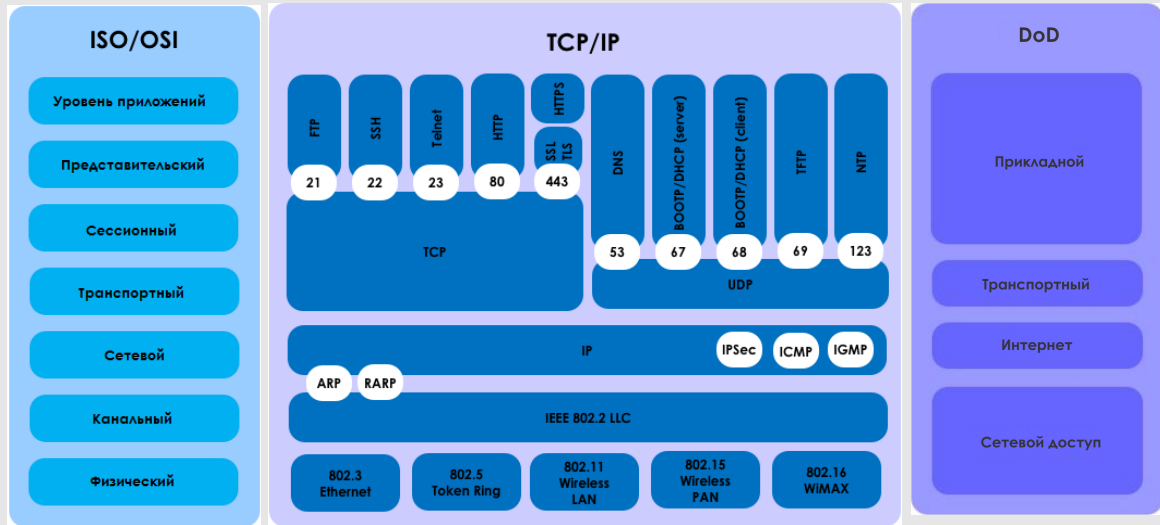 ISO/OSI
Уровень приложений
Представительский
Сессионный
Транспортный
Сетевой
Канальный
Физический
TCP/IP
FTP
SSH
Telnet
HTTP
HTTPS
SSL
TLS
DNS
BOOTP/DHCP (server)
BOOTP/DHCP (client)
TFTP
NTP
21
22
23
80
443
53
67
68
69
123
TCP
UDP
IP
IPSec
ICMP
IGMP
ARP
RARP
IEEE 802.2 LLC
802.3
Ethernet
802.5
Token Ring
802.11
Wireless
LAN
802.15
Wireless
PAN
802.16
WiMAX
DoD
Прикладной
Транспортный
Интернет
Сетевой доступ